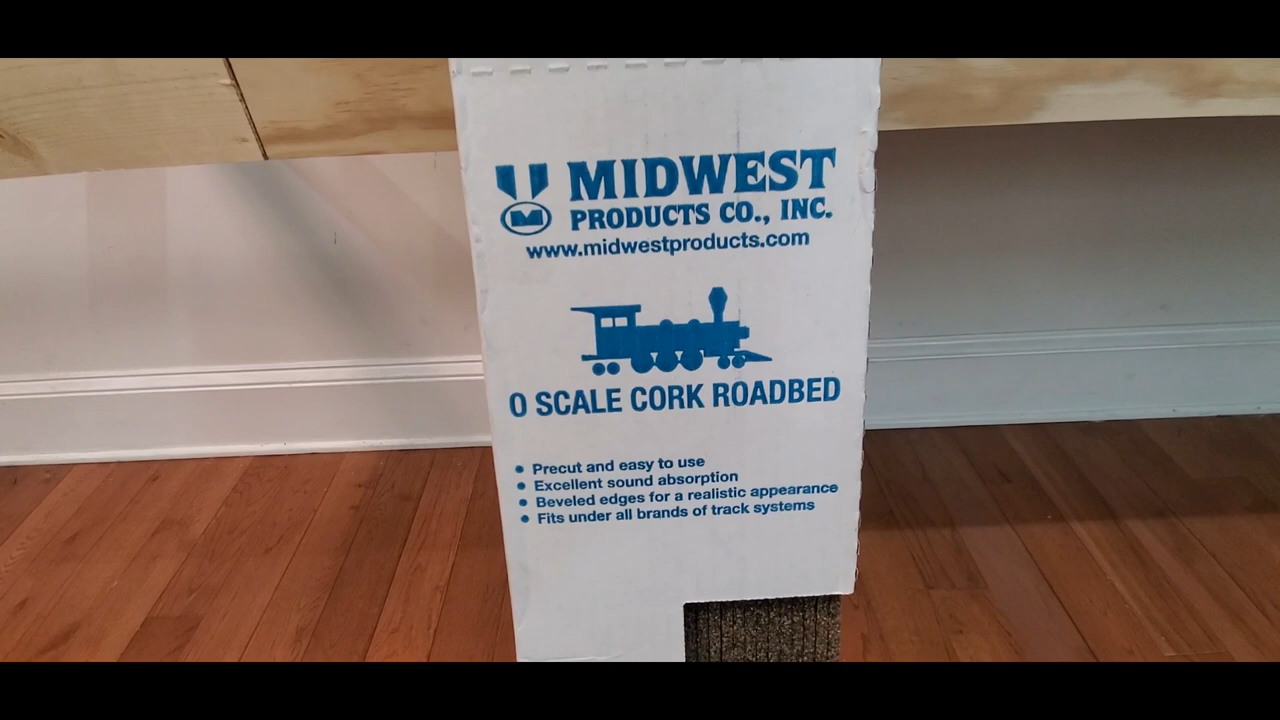 MIDWEST
PRODUCTS CO., INC.
M
www.midwestproducts.com
O SCALE CORK ROADBED
• Precut and easy to use
• Excellent sound absorption
• Beveled edges for a realistic appearance
• Fits under all brands of track systems